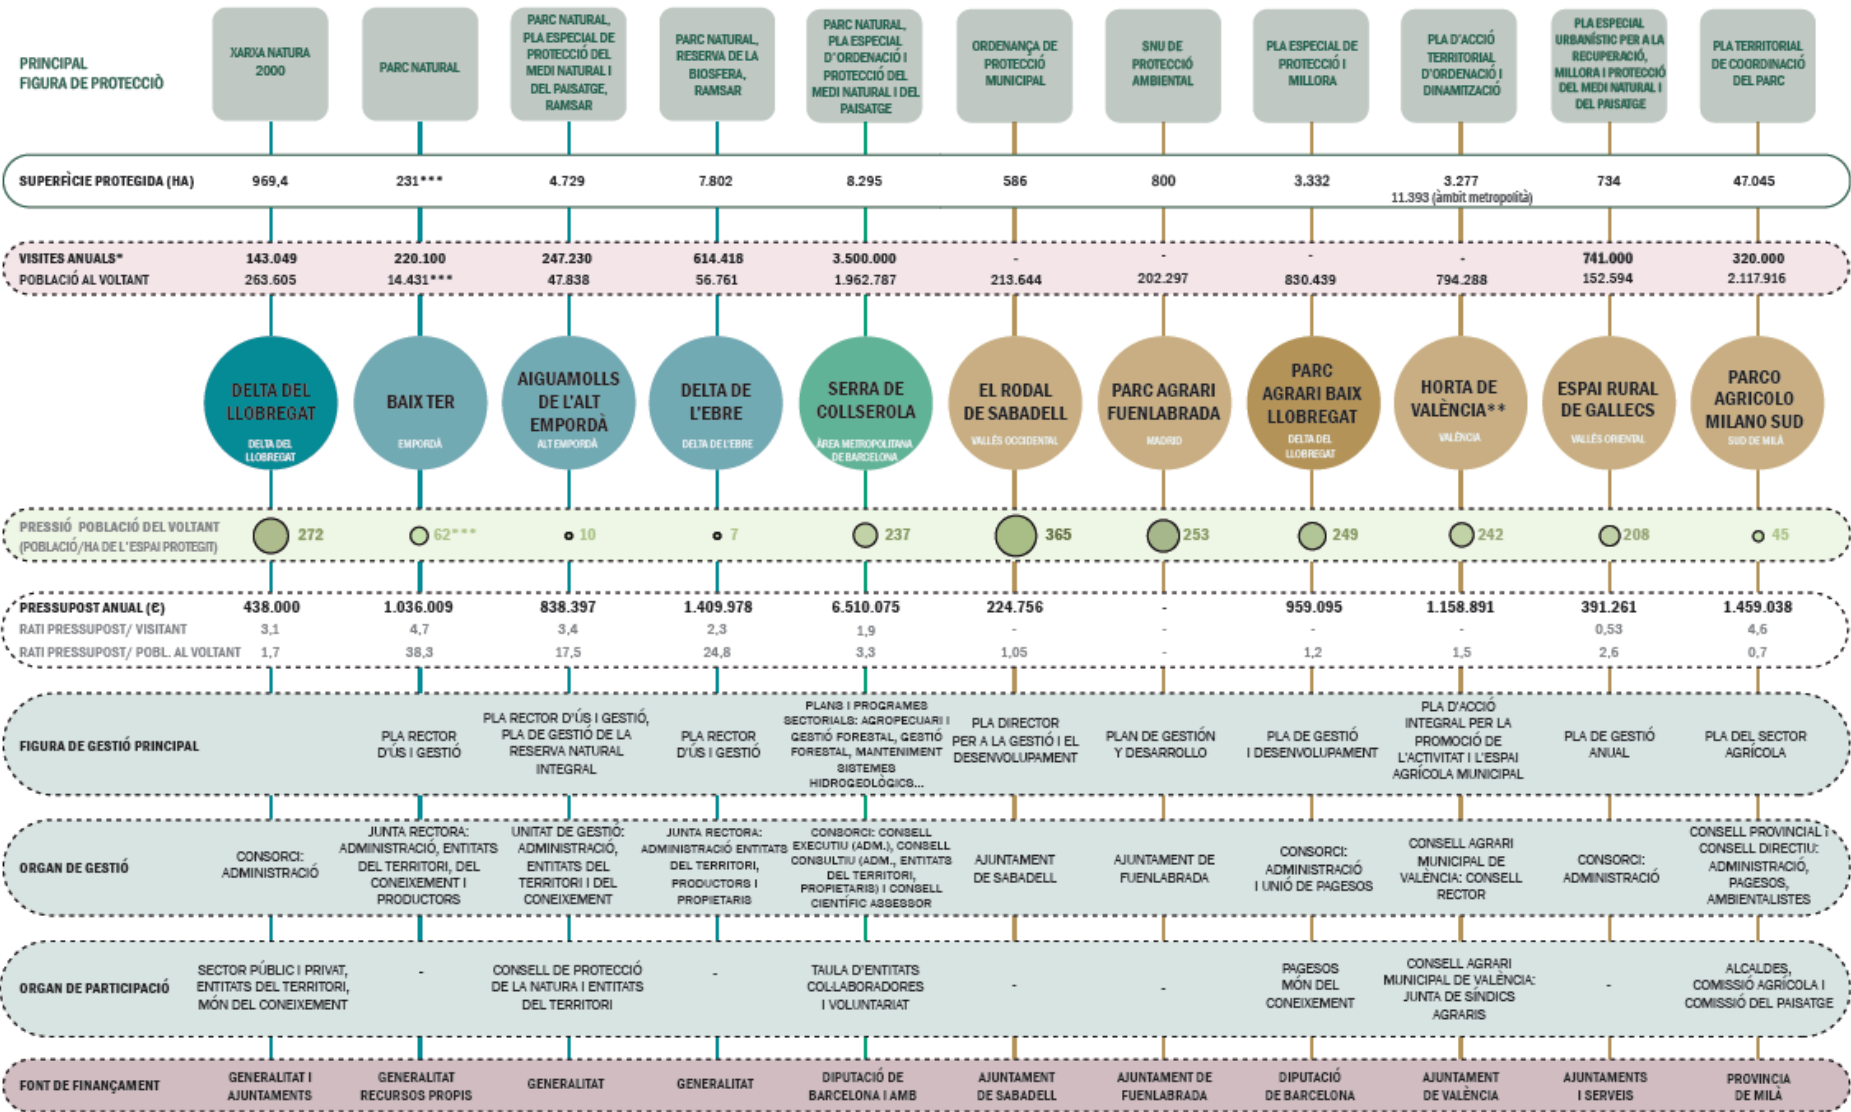 PRINCIPAL
FIGURA DE PROTECCIÒ
XARXA NATURA
2000
PARC NATURAL
PARC NATURAL,
PLA ESPECIAL DE
PROTECCIÓ DEL
MEDI NATURAL I
DEL PAISATGE,
RAMSAR
PARC NATURAL,
RESERVA DE LA
BIOSFERA,
RAMSAR
PARC NATURAL,
PLA ESPECIAL
D'ORDENACIÓ I
PROTECCIÓ DEL
MEDI NATURAL I DEL
PAISATGE
ORDENANÇA DE
PROTECCIÓ
MUNICIPAL
SNU DE
PROTECCIÓ
AMBIENTAL
PLA ESPECIAL DE
PROTECCIÓ I
MILLORA
PLA D'ACCIÓ
TERRITORIAL
D'ORDENACIÓ I
DINAMITZACIÓ
PLA ESPECIAL
URBANÍSTIC PER A LA
RECUPERACIÓ,
MILLORA I PROTECCIÓ
DEL MEDI NATURAL I
DEL PAISATGE
PLA TERRITORIAL
DE COORDINACIÓ
DEL PARC
SUPERFÍCIE PROTEGIDA (HA) 969,4 231*** 4.729 7.802 8.295 586 800 3.332 3.277 734 47.045
11.393 (àmbit metropolità)
VISITES ANUALS* 143.049 220.100 247.230 614.418 3.500.000 - - - - 741.000 320.000
POBLACIÓ AL VOLTANT 263.605 14.431*** 47.838 56.761 1.962.787 213.644 202.297 830.439 794.288 152.594 2.117.916
DELTA DEL
LLOBREGAT
DELTA DEL
LLOBREGAT
BAIX TER
EMPORDÀ
AIGUAMOLLS
DE L'ALT
EMPORDÀ
ALT EMPORDÀ
DELTA DE
L'EBRE
DELTA DE L'EBRE
SERRA DE
COLLSEROLA
ÀREA METROPOLITANA
DE BARCELONA
EL RODAL
DE SABADELL
VALLÈS OCCIDENTAL
PARC AGRARI
FUENLABRADA
MADRID
PARC
AGRARI BAIX
LLOBREGAT
DELTA DEL
LLOBREGAT
HORTA DE
VALÈNCIA**
VALÈNCIA
ESPAI RURAL
DE GALLECS
VALLÈS ORIENTAL
PARCO
AGRICOLO
MILANO SUD
SUD DE MILÀ
PRESSIÓ POBLACIÓ DEL VOLTANT
(POBLACIÓ/HA DE L'ESPAI PROTEGIT)
272 62*** 10 7 237 365 253 249 242 208 45
PRESSUPOST ANUAL (€) 438.000 1.036.009 838.397 1.409.978 6.510.075 224.756 - 959.095 1.158.891 391.261 1.459.038
RATI PRESSUPOST/ VISITANT 3,1 4,7 3,4 2,3 1,9 - - - - 0,53 4,6
RATI PRESSUPOST/ POBL. AL VOLTANT 1,7 38,3 17,5 24,8 3,3 1,05 - 1,2 1,5 2,6 0,7
FIGURA DE GESTIÓ PRINCIPAL
PLA RECTOR
D'ÚS I GESTIÓ
PLA RECTOR D'ÚS I GESTIÓ,
PLA DE GESTIÓ DE LA
RESERVA NATURAL
INTEGRAL
PLA RECTOR
D'ÚS I GESTIÓ
PLANS I PROGRAMES
SECTORIALS: AGROPECUARI I
GESTIÓ FORESTAL, GESTIÓ
FORESTAL, MANTENIMENT
SISTEMES
HIDROGEOLÒGICS...
PLA DIRECTOR
PER A LA GESTIÓ I EL
DESENVOLUPAMENT
PLAN DE GESTIÓN
Y DESARROLLO
PLA DE GESTIÓ
I DESENVOLUPAMENT
PLA D'ACCIÓ
INTEGRAL PER LA
PROMOCIÓ DE
L'ACTIVITAT I L'ESPAI
AGRÍCOLA MUNICIPAL
PLA DE GESTIÓ
ANUAL
PLA DEL SECTOR
AGRÍCOLA
ORGAN DE GESTIÓ
CONSORCI:
ADMINISTRACIÓ
JUNTA RECTORA:
ADMINISTRACIÓ, ENTITATS
DEL TERRITORI, DEL
CONEIXEMENT I
PRODUCTORS
UNITAT DE GESTIÓ:
ADMINISTRACIÓ,
ENTITATS DEL
TERRITORI I DEL
CONEIXEMENT
JUNTA RECTORA:
ADMINISTRACIÓ ENTITATS
DEL TERRITORI,
PRODUCTORS I
PROPIETARIS
CONSORCI: CONSELL
EXECUTIU (ADM.), CONSELL
CONSULTIU (ADM., ENTITATS
DEL TERRITORI,
PROPIETARIS) I CONSELL
CIENTÍFIC ASSESSOR
AJUNTAMENT
DE SABADELL
AJUNTAMENT DE
FUENLABRADA
CONSORCI:
ADMINISTRACIÓ
I UNIÓ DE PAGESOS
CONSELL AGRARI
MUNICIPAL DE
VALÈNCIA: CONSELL
RECTOR
CONSORCI:
ADMINISTRACIÓ
CONSELL PROVINCIAL I
CONSELL DIRECTIU:
ADMINISTRACIÓ,
PAGESOS,
AMBIENTALISTES
ORGAN DE PARTICIPACIÓ
SECTOR PÚBLIC I PRIVAT,
ENTITATS DEL TERRITORI,
MÓN DEL CONEIXEMENT
-
CONSELL DE PROTECCIÓ
DE LA NATURA I ENTITATS
DEL TERRITORI
-
TAULA D'ENTITATS
COL·LABORADORES
I VOLUNTARIAT
-
-
PAGESOS
MÓN DEL
CONEIXEMENT
CONSELL AGRARI
MUNICIPAL DE VALÈNCIA:
JUNTA DE SÍNDICS
AGRARIS
-
ALCALDES,
COMISSIÓ AGRÍCOLA I
COMISSIÓ DEL PAISATGE
FONT DE FINANÇAMENT
GENERALITAT I
AJUNTAMENTS
GENERALITAT
RECURSOS PROPIS
GENERALITAT
GENERALITAT
DIPUTACIÓ DE
BARCELONA I AMB
AJUNTAMENT
DE SABADELL
AJUNTAMENT DE
FUENLABRADA
DIPUTACIÓ
DE BARCELONA
AJUNTAMENT
DE VALÈNCIA
AJUNTAMENTS
I SERVEIS
PROVINCIA
DE MILÀ